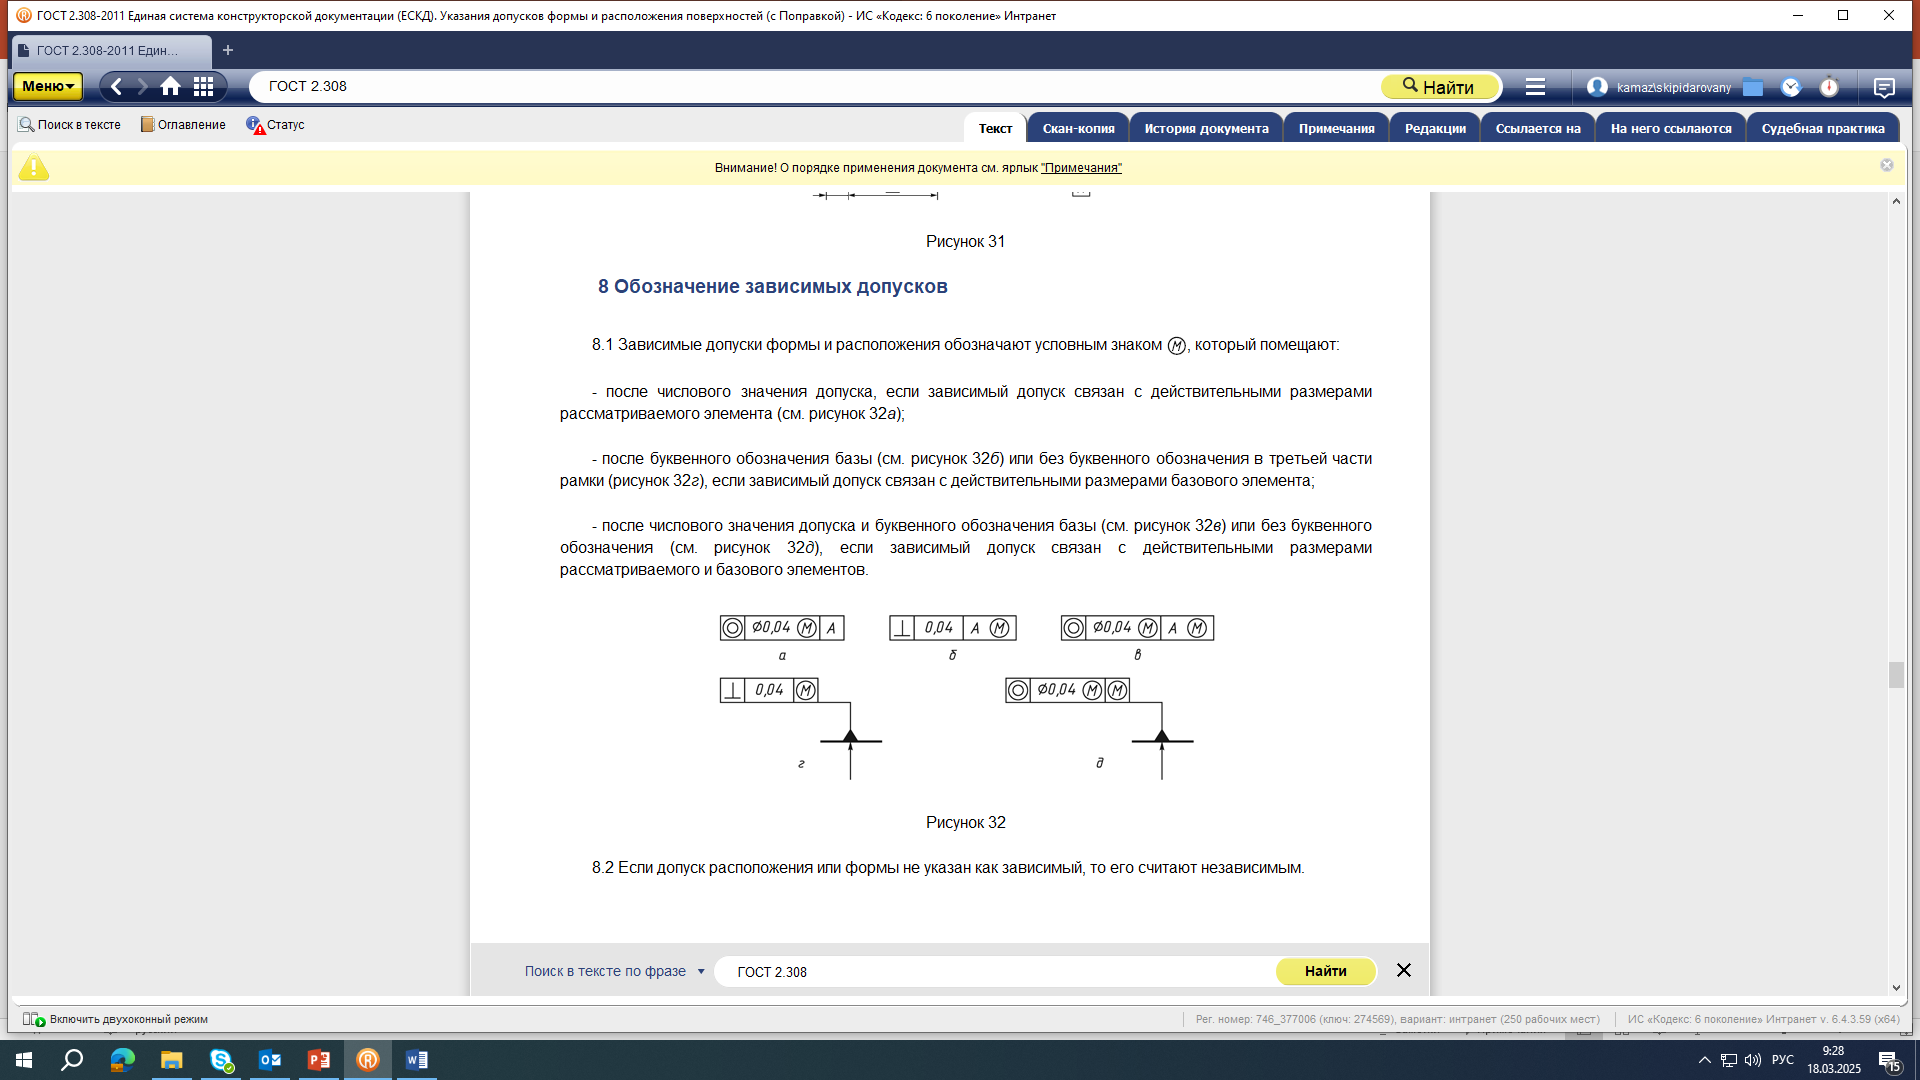 ГОСТ 2.308-2011 Единая система конструкторской документации (ЕСКД). Указания допусков формы и расположения поверхностей (с Поправкой) - ИС «Кодекс: 6 поколение» Интранет
ГОСТ 2.308-2011 Един...
Меню
ГОСТ 2.308
Найти
kamaz\skipidarovany
Поиск в тексте
Оглавление
Статус
Текст
Скан-копия
История документа
Примечания
Редакции
Ссылается на
На него ссылаются
Судебная практика
Внимание! О порядке применения документа см. ярлык "Примечания"
Рисунок 31
8 Обозначение зависимых допусков
8.1 Зависимые допуски формы и расположения обозначают условным знаком Ⓜ, который помещают:
- после числового значения допуска, если зависимый допуск связан с действительными размерами
рассматриваемого элемента (см. рисунок 32а);
- после буквенного обозначения базы (см. рисунок 32б) или без буквенного обозначения в третьей части
рамки (рисунок 32г), если зависимый допуск связан с действительными размерами базового элемента;
- после числового значения допуска и буквенного обозначения базы (см. рисунок 32в) или без буквенного
обозначения (см. рисунок 32д), если зависимый допуск связан с действительными размерами
рассматриваемого и базового элементов.
◎ Ø0,04 Ⓜ А
⊥ 0,04 А Ⓜ
◎ Ø0,04 Ⓜ А Ⓜ
а
б
в
⊥ 0,04 Ⓜ
◎ Ø0,04 Ⓜ Ⓜ
г
д
Рисунок 32
8.2 Если допуск расположения или формы не указан как зависимый, то его считают независимым.
Поиск в тексте по фразе
ГОСТ 2.308
Найти
Включить двухоконный режим
Рег. номер: 746_377006 (ключ: 274569), вариант: интранет (250 рабочих мест)
ИС «Кодекс: 6 поколение» Интранет v. 6.4.3.59 (x64)
РУС
9:28
18.03.2025
15